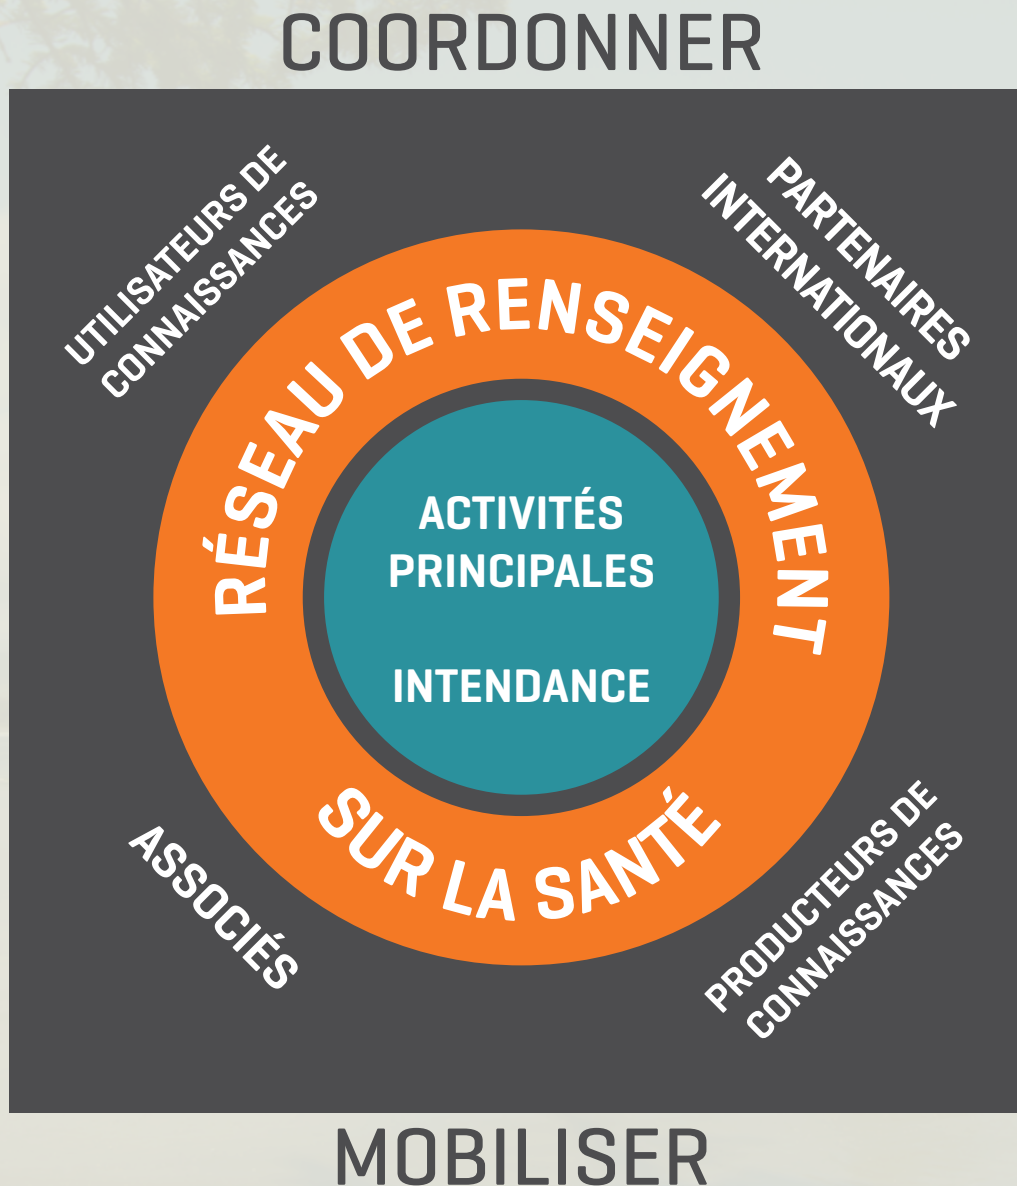 COORDONNER
UTILISATEURS DE
CONNAISSANCES
PARTENAIRES
INTERNATIONAUX
RÉSEAU DE RENSEIGNEMENT
SUR LA SANTÉ
ACTIVITÉS
PRINCIPALES
INTENDANCE
ASSOCIÉS
PRODUCTEURS DE
CONNAISSANCES
MOBILISER